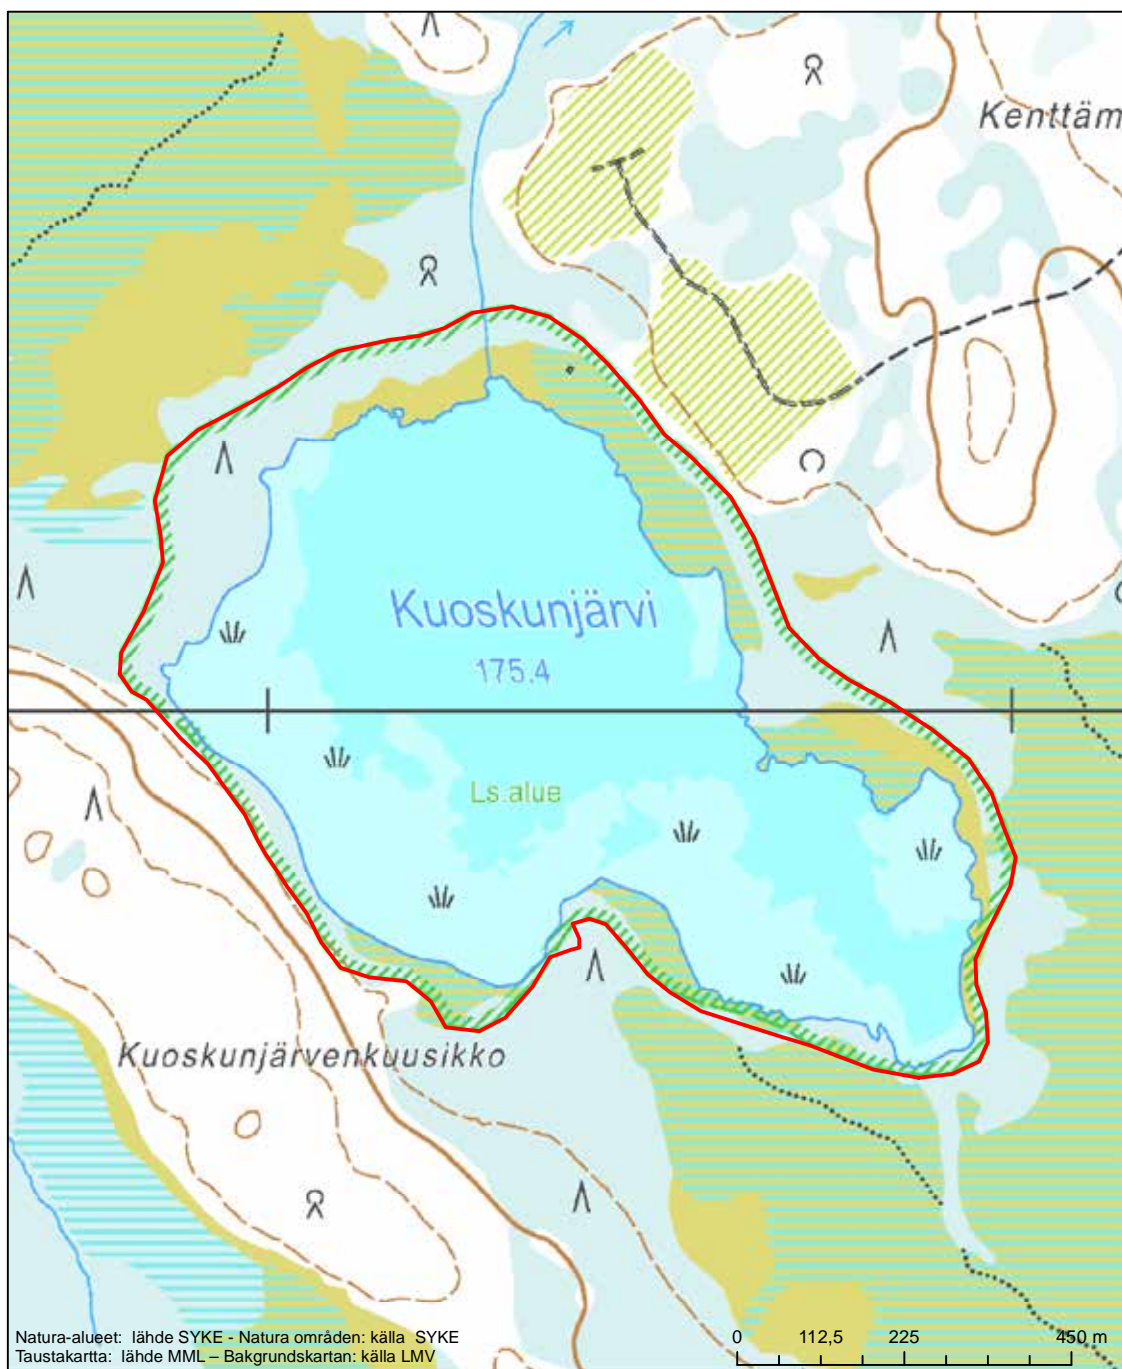 Kenttäm
Kuoskunjärvi
175.4
Ls.alue
Kuoskunjärvenkuusikko
Natura-alueet: lähde SYKE - Natura områden: källa SYKE
Taustakartta: lähde MML – Bakgrundskartan: källa LMV
0 112,5 225 450 m